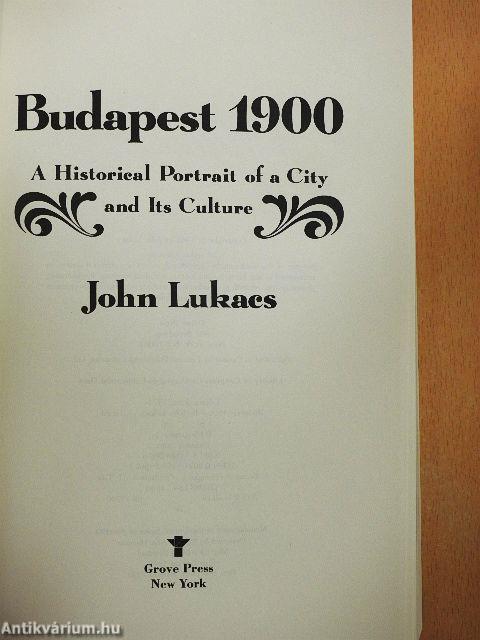 Budapest 1900
A Historical Portrait of a City
and Its Culture
John Lukacs
Grove Press
New York
Antikvárium.hu